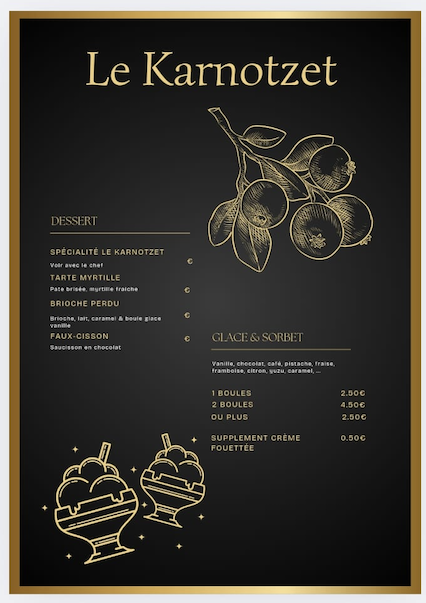 Le Karnotzet
DESSERT
SPÉCIALITÉ LE KARNOTZET
Voir avec le chef
€
TARTE MYRTILLE
Pate brisée, myrtille fraiche
€
BRIOCHE PERDU
Brioche, lait, caramel & boule glace
vanille
€
FAUX-CISSON
€
Saucisson en chocolat
GLACE & SORBET
Vanille, chocolat, café, pistache, fraise,
framboise, citron, yuzu, caramel, ...
1 BOULES 2.50€
2 BOULES 4.50€
OU PLUS 2.50€
SUPPLEMENT CRÈME 0.50€
FOUETTÉE